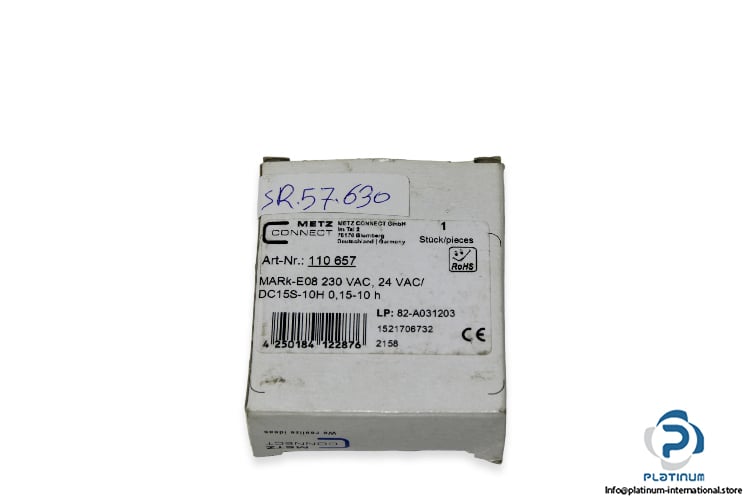 SR.57.630
METZ CONNECT
METZ CONNECT GmbH
Im Tal 2
78176 Blumberg
Deutschland | Germany
1
Stück/pieces
RoHS
Art-Nr.: 110 657
MARk-E08 230 VAC, 24 VAC/
DC15S-10H 0,15-10 h
LP: 82-A031203
1521706732
2158
CE
4 250184 122876
We realize ideas
METZ CONNECT
PLATINUM
Info@platinum-international.store